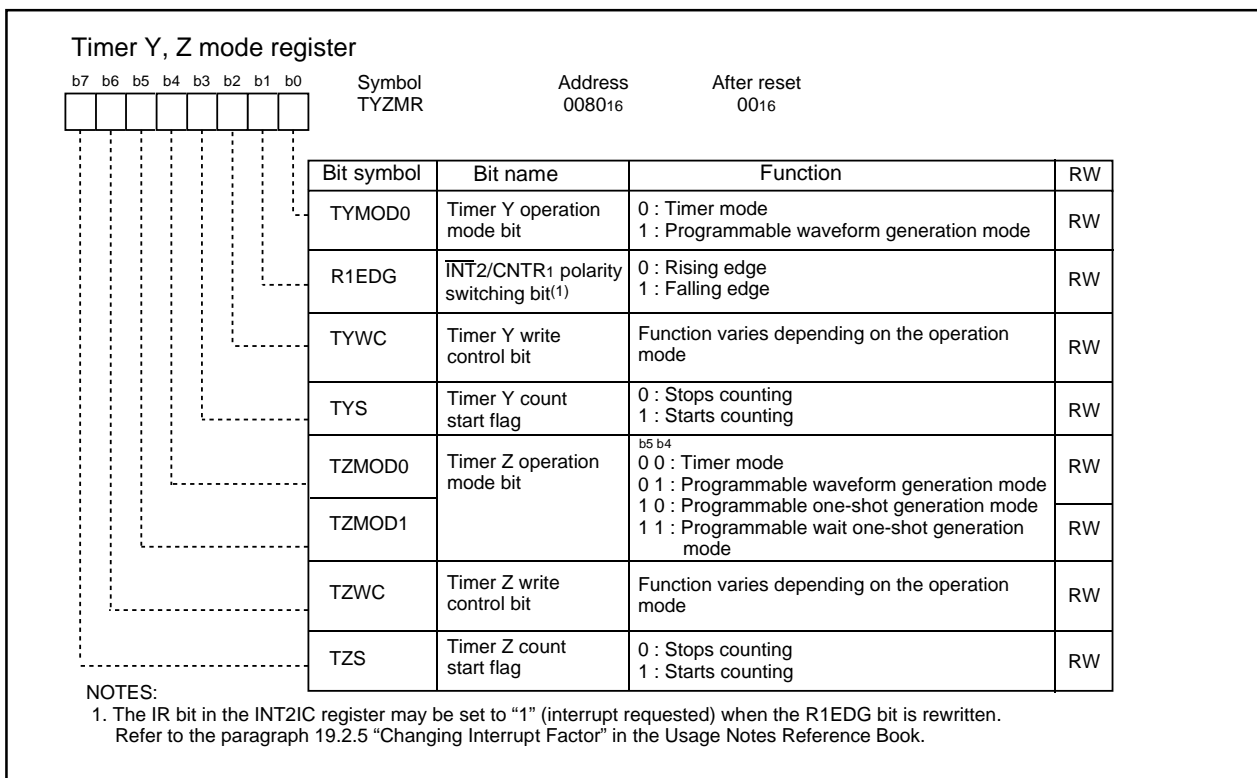 Timer Y, Z mode register
b7 b6 b5 b4 b3 b2 b1 b0
Symbol Address After reset
TYZMR 008016 0016
Bit symbol Bit name Function RW
TYMOD0 Timer Y operation mode bit 0 : Timer mode RW
1 : Programmable waveform generation mode
R1EDG INT2/CNTR1 polarity switching bit(1) 0 : Rising edge RW
1 : Falling edge
TYWC Timer Y write control bit Function varies depending on the operation mode RW
TYS Timer Y count start flag 0 : Stops counting RW
1 : Starts counting
TZMOD0 Timer Z operation mode bit b5 b4 RW
0 0 : Timer mode
0 1 : Programmable waveform generation mode
TZMOD1 1 0 : Programmable one-shot generation mode RW
1 1 : Programmable wait one-shot generation
mode
TZWC Timer Z write control bit Function varies depending on the operation mode RW
TZS Timer Z count start flag 0 : Stops counting RW
1 : Starts counting
NOTES:
1. The IR bit in the INT2IC register may be set to “1” (interrupt requested) when the R1EDG bit is rewritten.
Refer to the paragraph 19.2.5 “Changing Interrupt Factor” in the Usage Notes Reference Book.